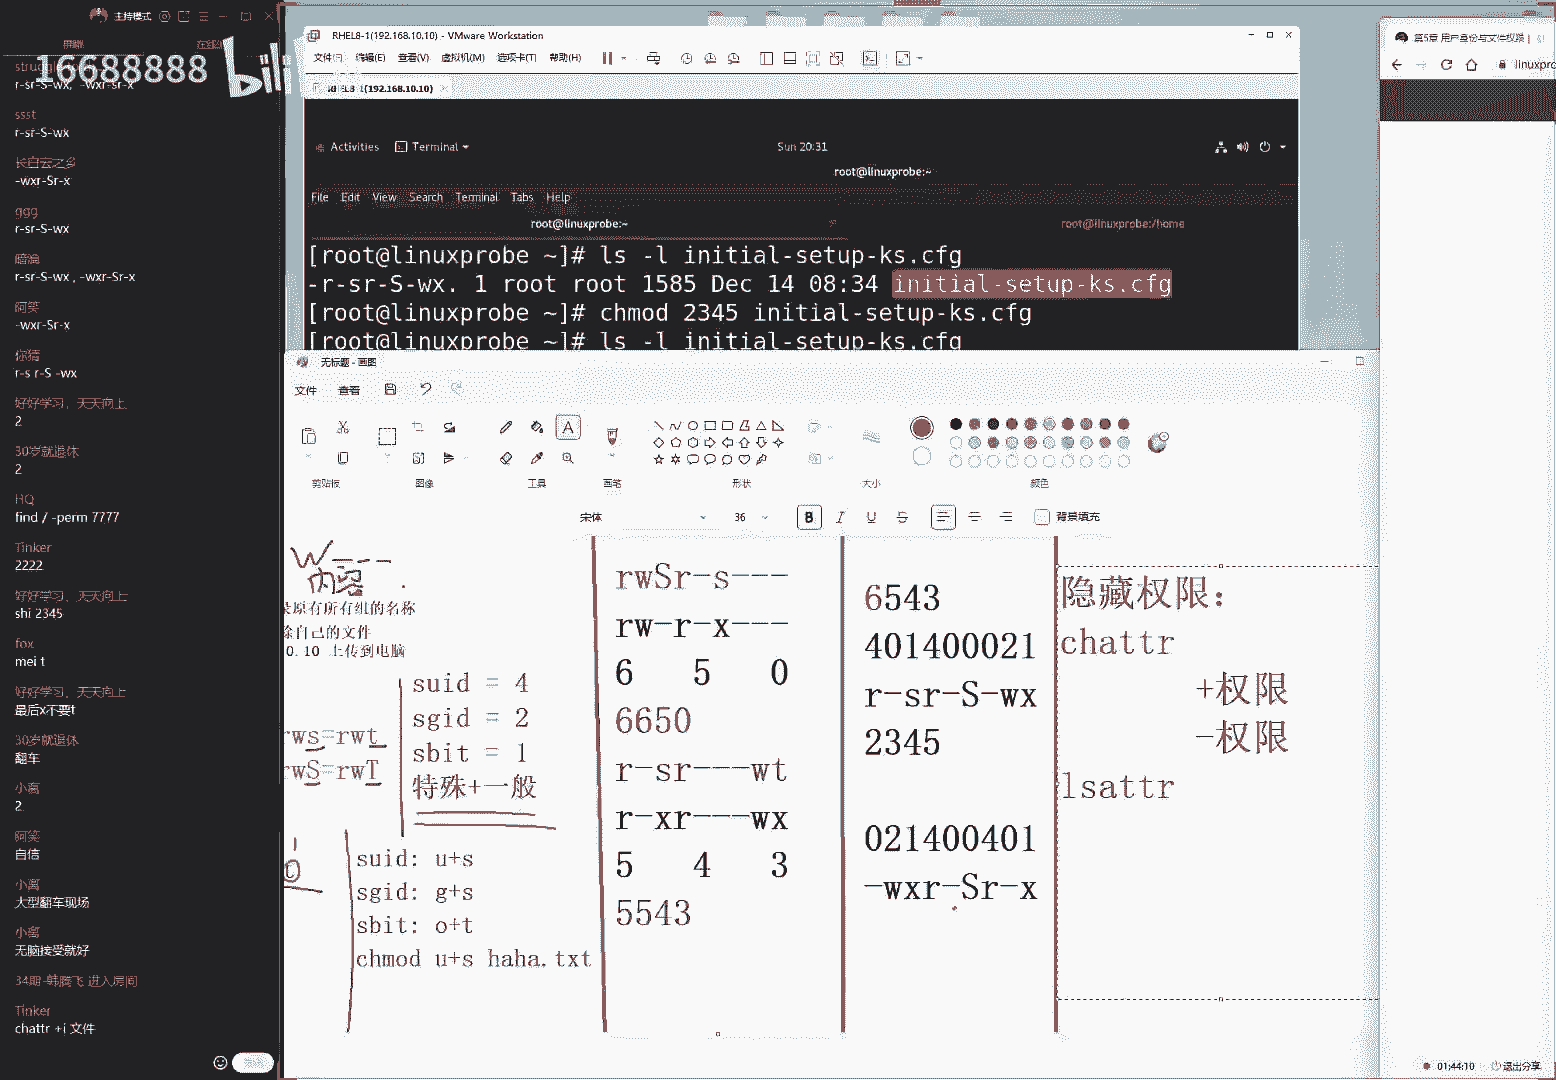 主持模式
16688888 bili
r-sr-S-wx, -wxr-sr-x
ssst
r-sr-S-wx
长白云之乡
-wxr-Sr-x
ggg
r-sr-S-wx
r-sr-S-wx , -wxr-Sr-x
阿笑
-wxr-Sr-x
你猜
r-s r-S -wx
好好学习，天天向上
2
30岁就退休
2
HQ
find / -perm 7777
Tinker
2222
好好学习，天天向上
shi 2345
fox
mei t
好好学习，天天向上
最后x不要t
30岁就退休
翻车
小离
2
阿笑
自信
小离
大型翻车现场
小离
无脑接受就好
34期-韩腾飞 进入房间
Tinker
chattr +i 文件
RHEL8-1(192.168.10.10) - VMware Workstation
文件(F) 编辑(E) 查看(V) 虚拟机(M) 选项卡(T) 帮助(H)
RHEL8-1(192.168.10.10)
Activities Terminal Sun 20:31
root@linuxprobe:~
File Edit View Search Terminal Tabs Help
root@linuxprobe:~ root@linuxprobe:/home
[root@linuxprobe ~]# ls -l initial-setup-ks.cfg
-r-sr-S-wx. 1 root root 1585 Dec 14 08:34 initial-setup-ks.cfg
[root@linuxprobe ~]# chmod 2345 initial-setup-ks.cfg
[root@linuxprobe ~]# ls -l initial-setup-ks.cfg
无标题 - 画图
文件 查看
剪贴板 图像 工具 画笔 形状 大小 颜色
宋体 36 B I U S 背景填充
W---
内容
录原有所有组的名称
除自己的文件
0.10 上传到电脑
rws=rwt
rwS=rwT
suid = 4
sgid = 2
sbit = 1
特殊+一般
suid: u+s
sgid: g+s
sbit: o+t
chmod u+s haha.txt
rwSr-s---
rw-r-x---
6 5 0
6650
r-sr---wt
r-xr---wx
5 4 3
5543
6543
401400021
r-sr-S-wx
2345
021400401
-wxr-Sr-x
隐藏权限：
chattr
+权限
-权限
lsattr
第5章 用户身份与文件权限
linuxpro
01:44:10 退出分享